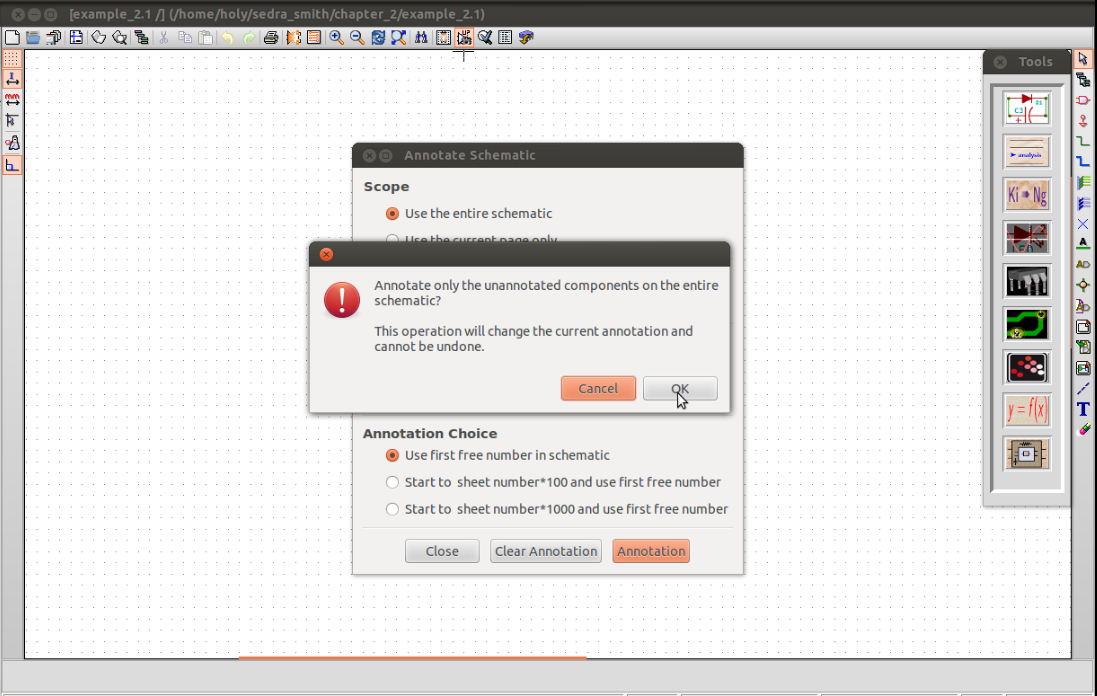 [example_2.1 /] (/home/holy/sedra_smith/chapter_2/example_2.1)
Tools
C3
D1
analysis
Ki Ng
y=f(x)
Annotate Schematic
Scope
Use the entire schematic
Use the current page only
Annotate only the unannotated components on the entire
schematic?
This operation will change the current annotation and
cannot be undone.
Cancel
OK
Annotation Choice
Use first free number in schematic
Start to sheet number*100 and use first free number
Start to sheet number*1000 and use first free number
Close
Clear Annotation
Annotation